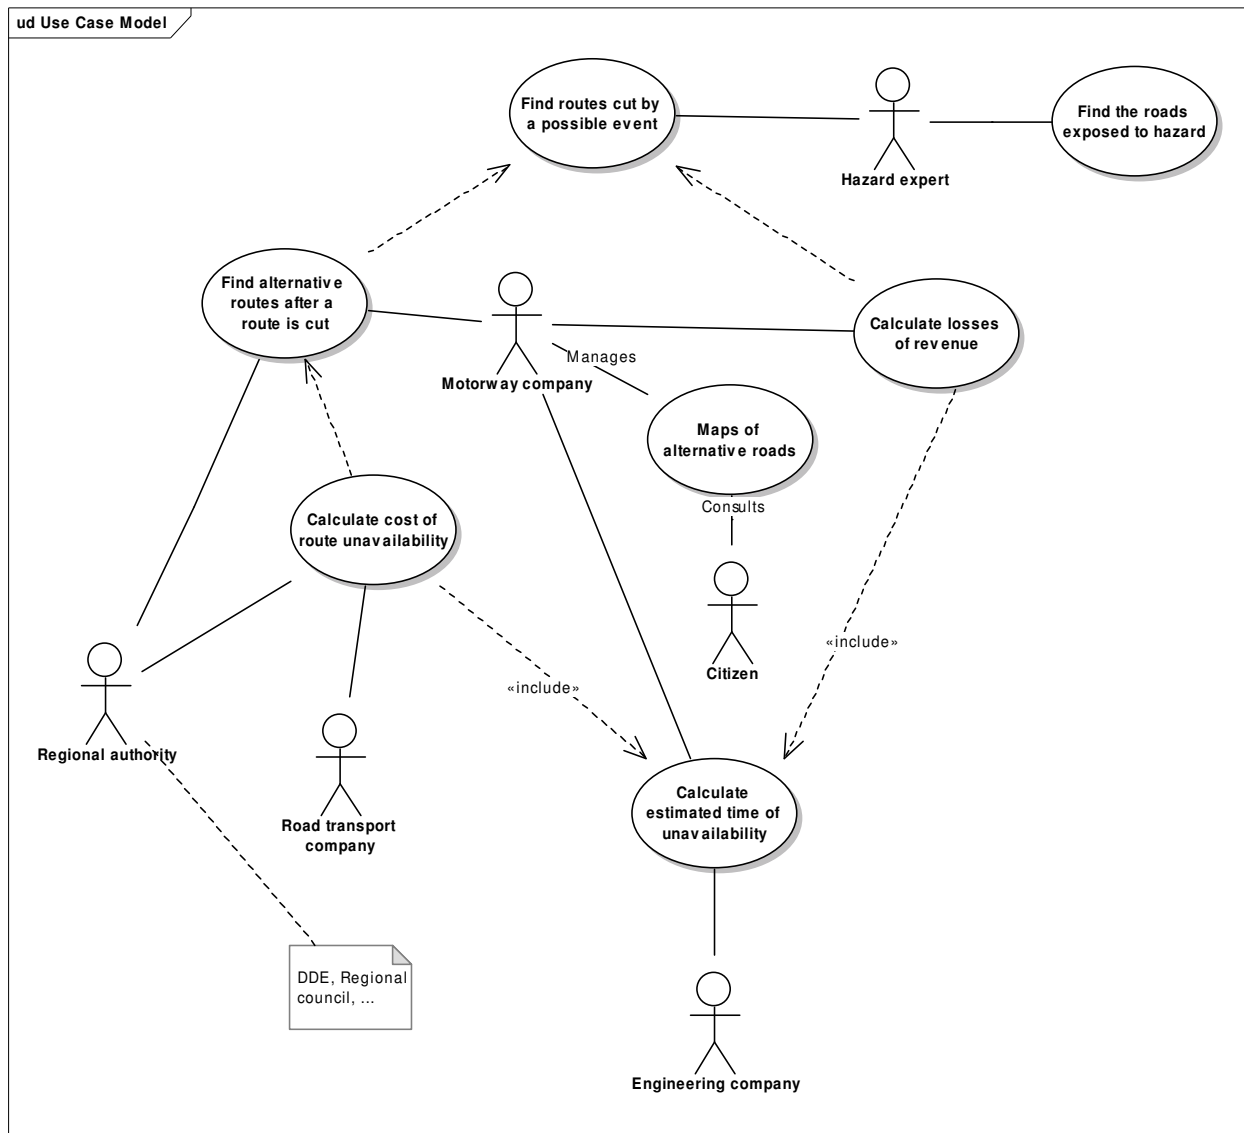 ud Use Case Model
Find routes cut by
a possible event
Find the roads
exposed to hazard
Hazard expert
Find alternative
routes after a
route is cut
Calculate losses
of revenue
Manages
Motorway company
Maps of
alternative roads
Consults
Calculate cost of
route unavailability
«include»
Citizen
«include»
Regional authority
Road transport
company
Calculate
estimated time of
unavailability
DDE, Regional
council, ...
Engineering company